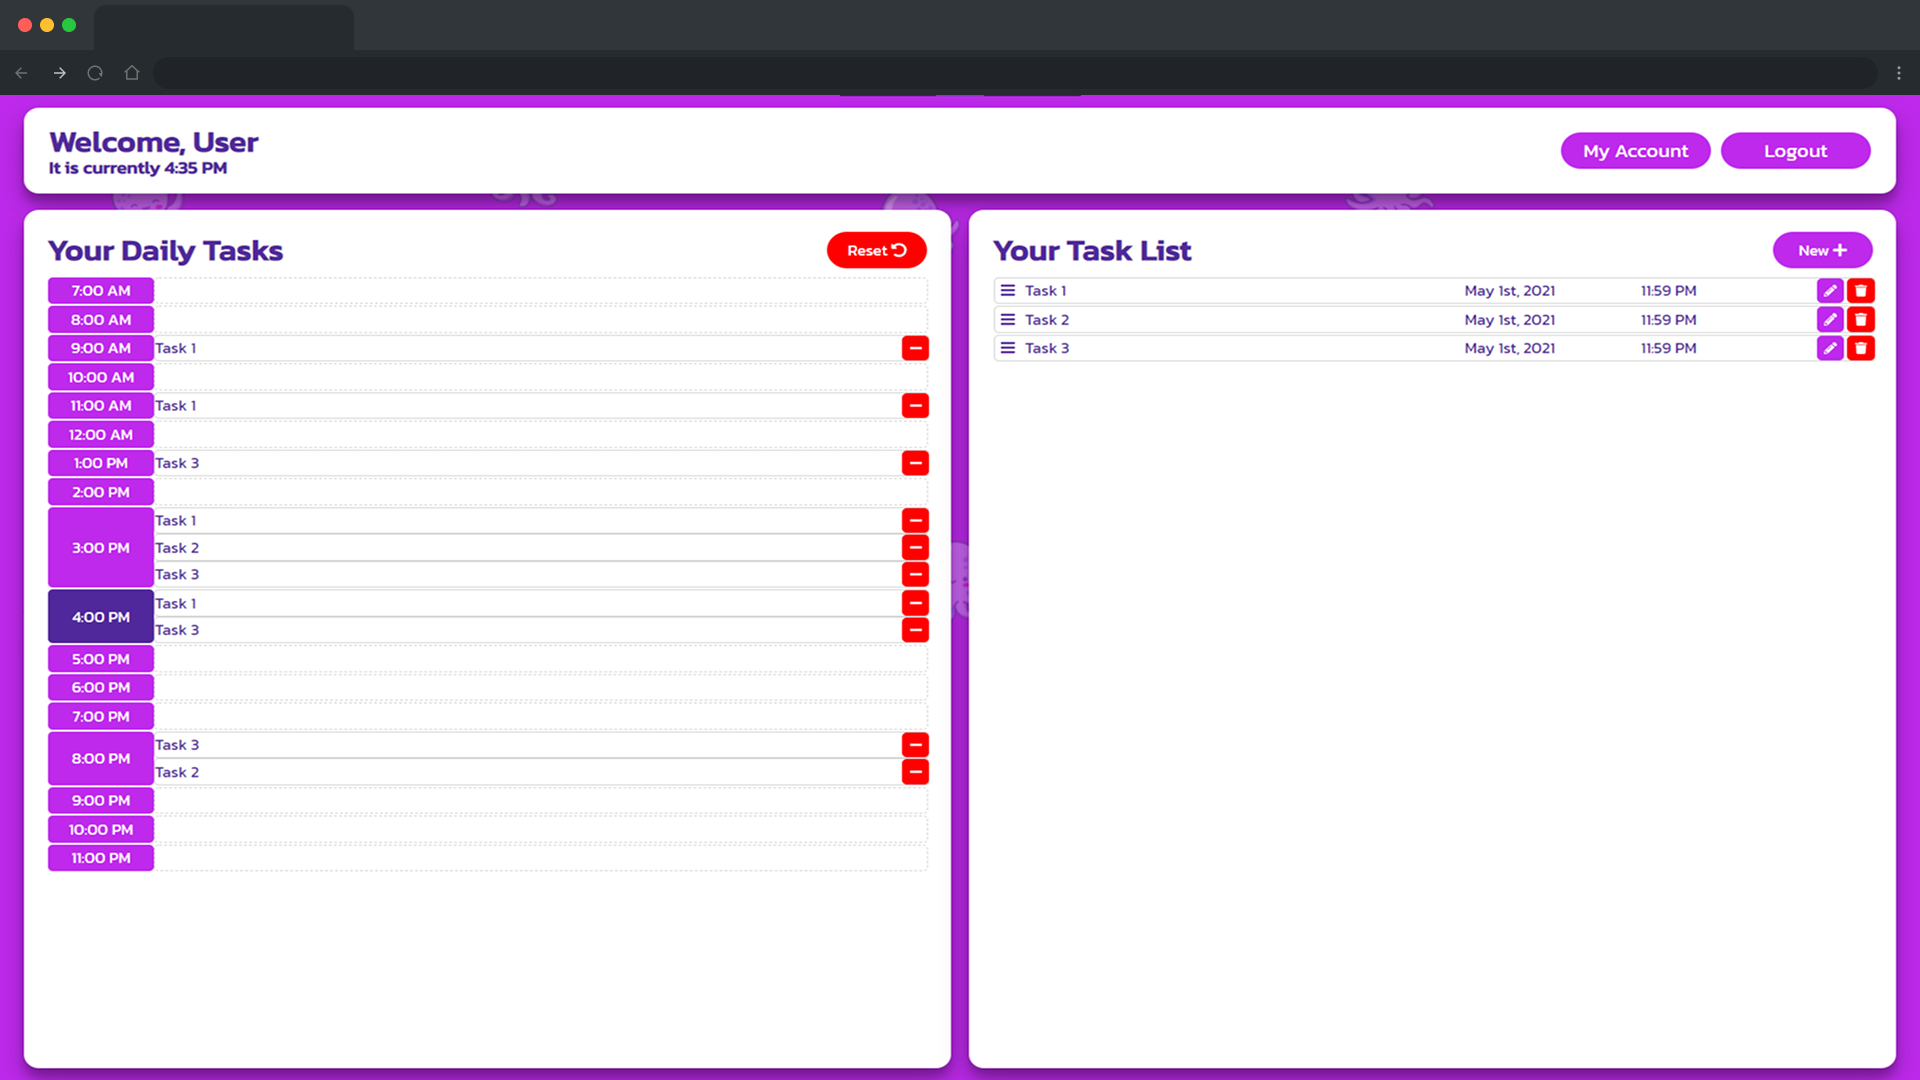 Welcome, User
It is currently 4:35 PM
My Account
Logout
Your Daily Tasks
Reset
7:00 AM
8:00 AM
9:00 AM Task 1
10:00 AM
11:00 AM Task 1
12:00 AM
1:00 PM Task 3
2:00 PM
3:00 PM
Task 1
Task 2
Task 3
4:00 PM
Task 1
Task 3
5:00 PM
6:00 PM
7:00 PM
8:00 PM
Task 3
Task 2
9:00 PM
10:00 PM
11:00 PM
Your Task List
New
Task 1 May 1st, 2021 11:59 PM
Task 2 May 1st, 2021 11:59 PM
Task 3 May 1st, 2021 11:59 PM